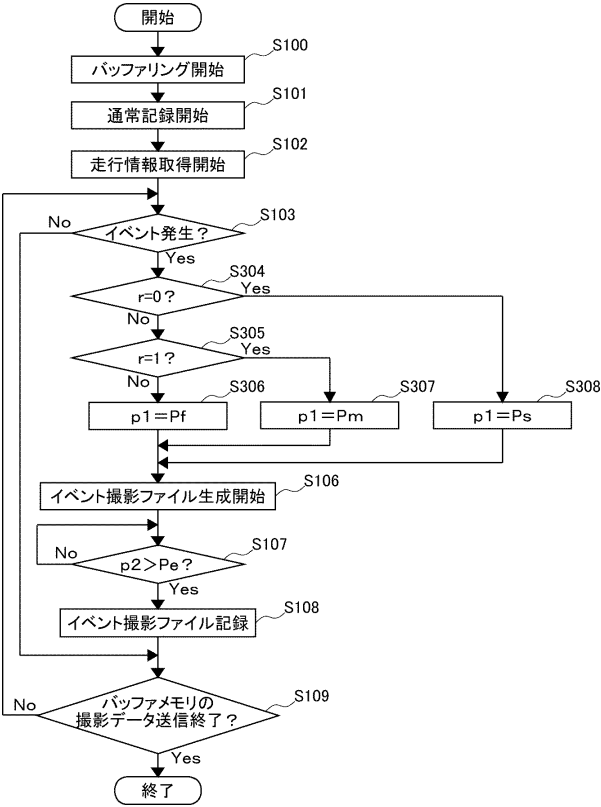 開始
S100
バッファリング開始
S101
通常記録開始
S102
走行情報取得開始
S103
No
イベント発生？
Yes
S304
r=0？
Yes
No
S305
r=1？
Yes
No
S306
S307
S308
p1＝Pf
p1＝Pm
p1＝Ps
S106
イベント撮影ファイル生成開始
S107
No
p2＞Pe？
Yes
S108
イベント撮影ファイル記録
S109
No
バッファメモリの
撮影データ送信終了？
Yes
終了